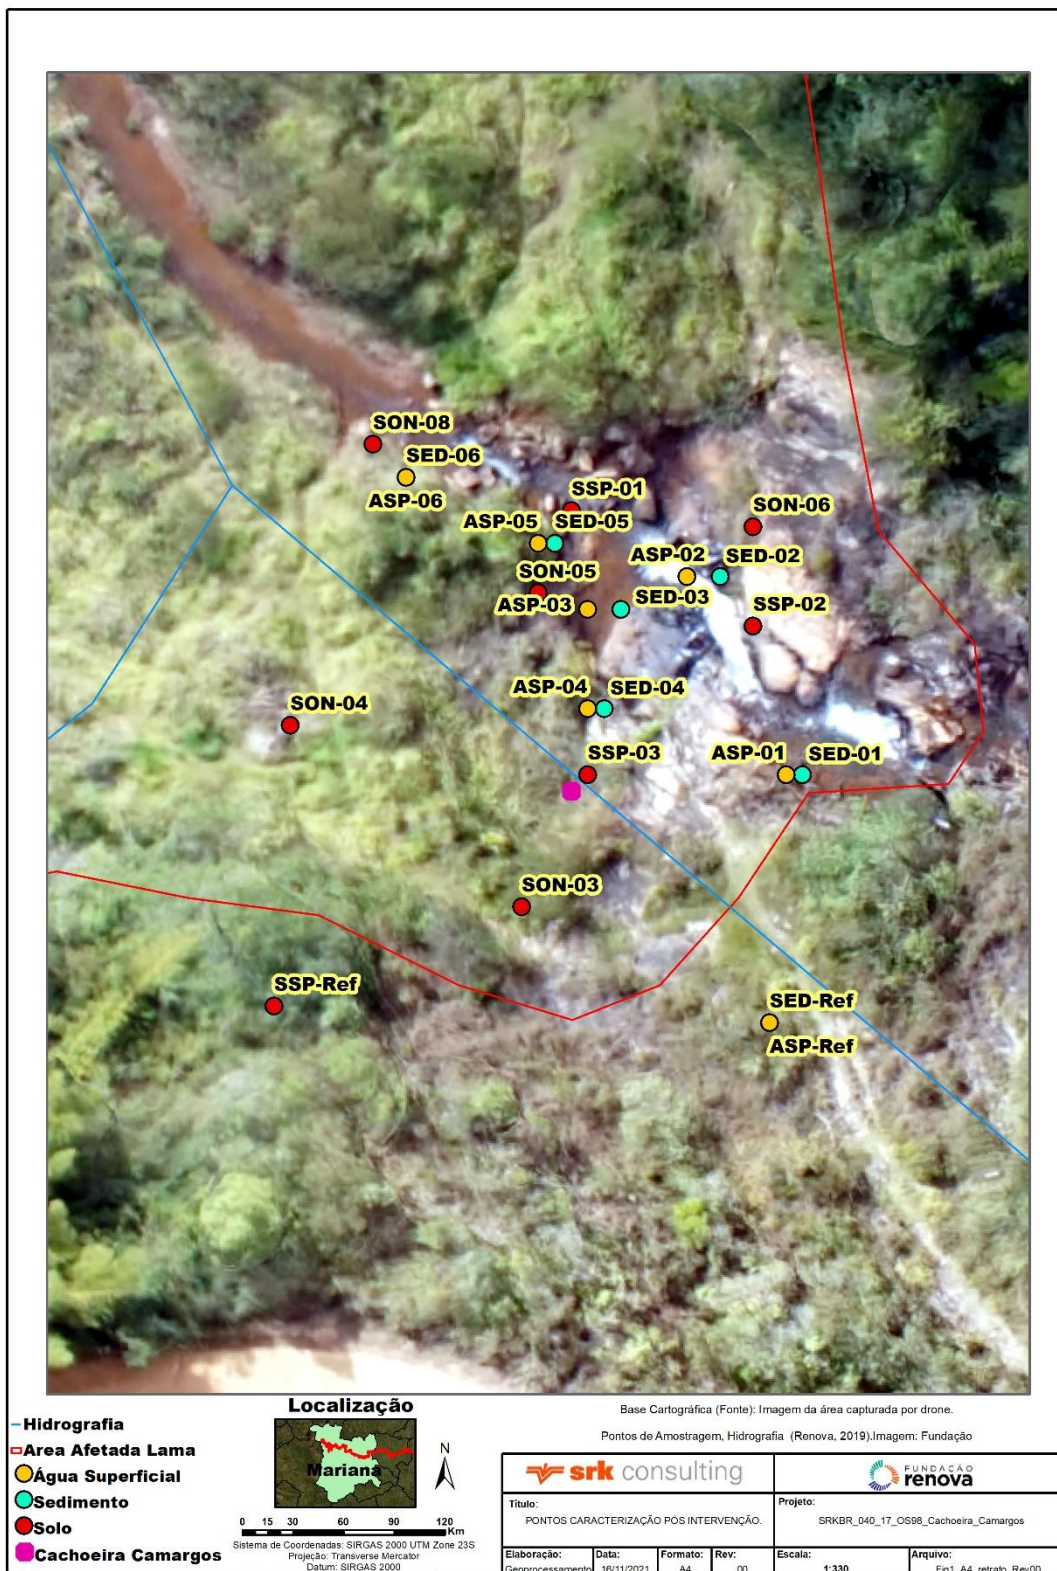 SON-08
SED-06
ASP-06
SSP-01
ASP-05 SED-05
SON-06
SON-05
ASP-02 SED-02
ASP-03 SED-03
SSP-02
ASP-04 SED-04
SON-04
SSP-03
ASP-01 SED-01
SON-03
SSP-Ref
SED-Ref
ASP-Ref
Hidrografia
Area Afetada Lama
Água Superficial
Sedimento
Solo
Cachoeira Camargos
Localização
Mariana
N
0 15 30 60 90 120
Km
Sistema de Coordenadas: SIRGAS 2000 UTM Zone 23S
Projeção: Transverse Mercator
Datum: SIRGAS 2000
Base Cartográfica (Fonte): Imagem da área capturada por drone.
Pontos de Amostragem, Hidrografia (Renova, 2019).Imagem: Fundação
srk consulting
FUNDAÇÃO
renova
Título:
PONTOS CARACTERIZAÇÃO PÓS INTERVENÇÃO.
Projeto:
SRKBR_040_17_OS98_Cachoeira_Camargos
Elaboração: Data: Formato: Rev: Escala: Arquivo:
Geoprocessamento 16/11/2021 A4 00 1:330 Fig1_A4_retrato_Rev00